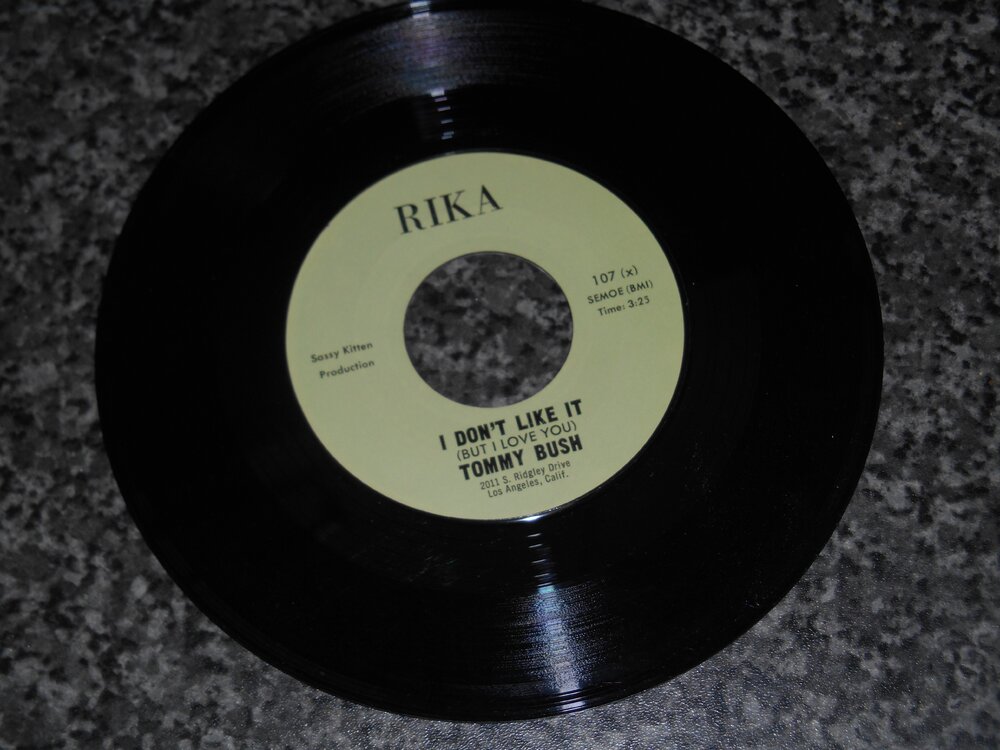 RIKA
107 (x)
SEMOE (BMI)
Time: 3:25
Sassy Kitten
Production
I DON'T LIKE IT
(BUT I LOVE YOU)
TOMMY BUSH
2011 S. Ridgley Drive
Los Angeles, Calif.